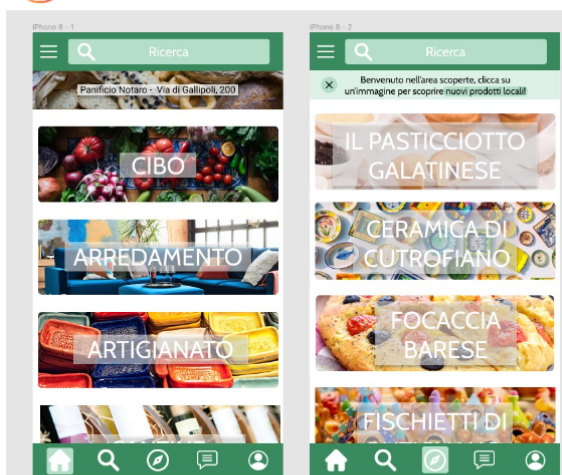 iPhone 8 - 1
Ricerca
Panificio Notaro - Via di Gallipoli, 200
CIBO
ARREDAMENTO
ARTIGIANATO
iPhone 8 - 2
Ricerca
Benvenuto nell'area scoperte, clicca su
un'immagine per scoprire nuovi prodotti locali!
IL PASTICCIOTTO
GALATINESE
CERAMICA DI
CUTROFIANO
FOCACCIA
BARESE
FISCHIETTI DI